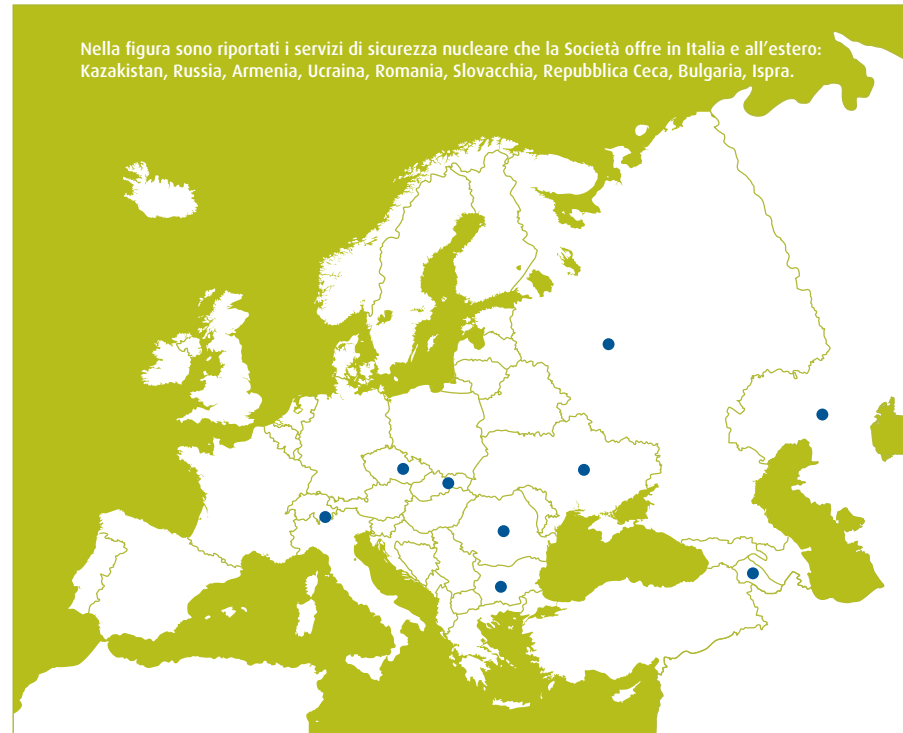 Nella figura sono riportati i servizi di sicurezza nucleare che la Società offre in Italia e all’estero:
Kazakistan, Russia, Armenia, Ucraina, Romania, Slovacchia, Repubblica Ceca, Bulgaria, Ispra.